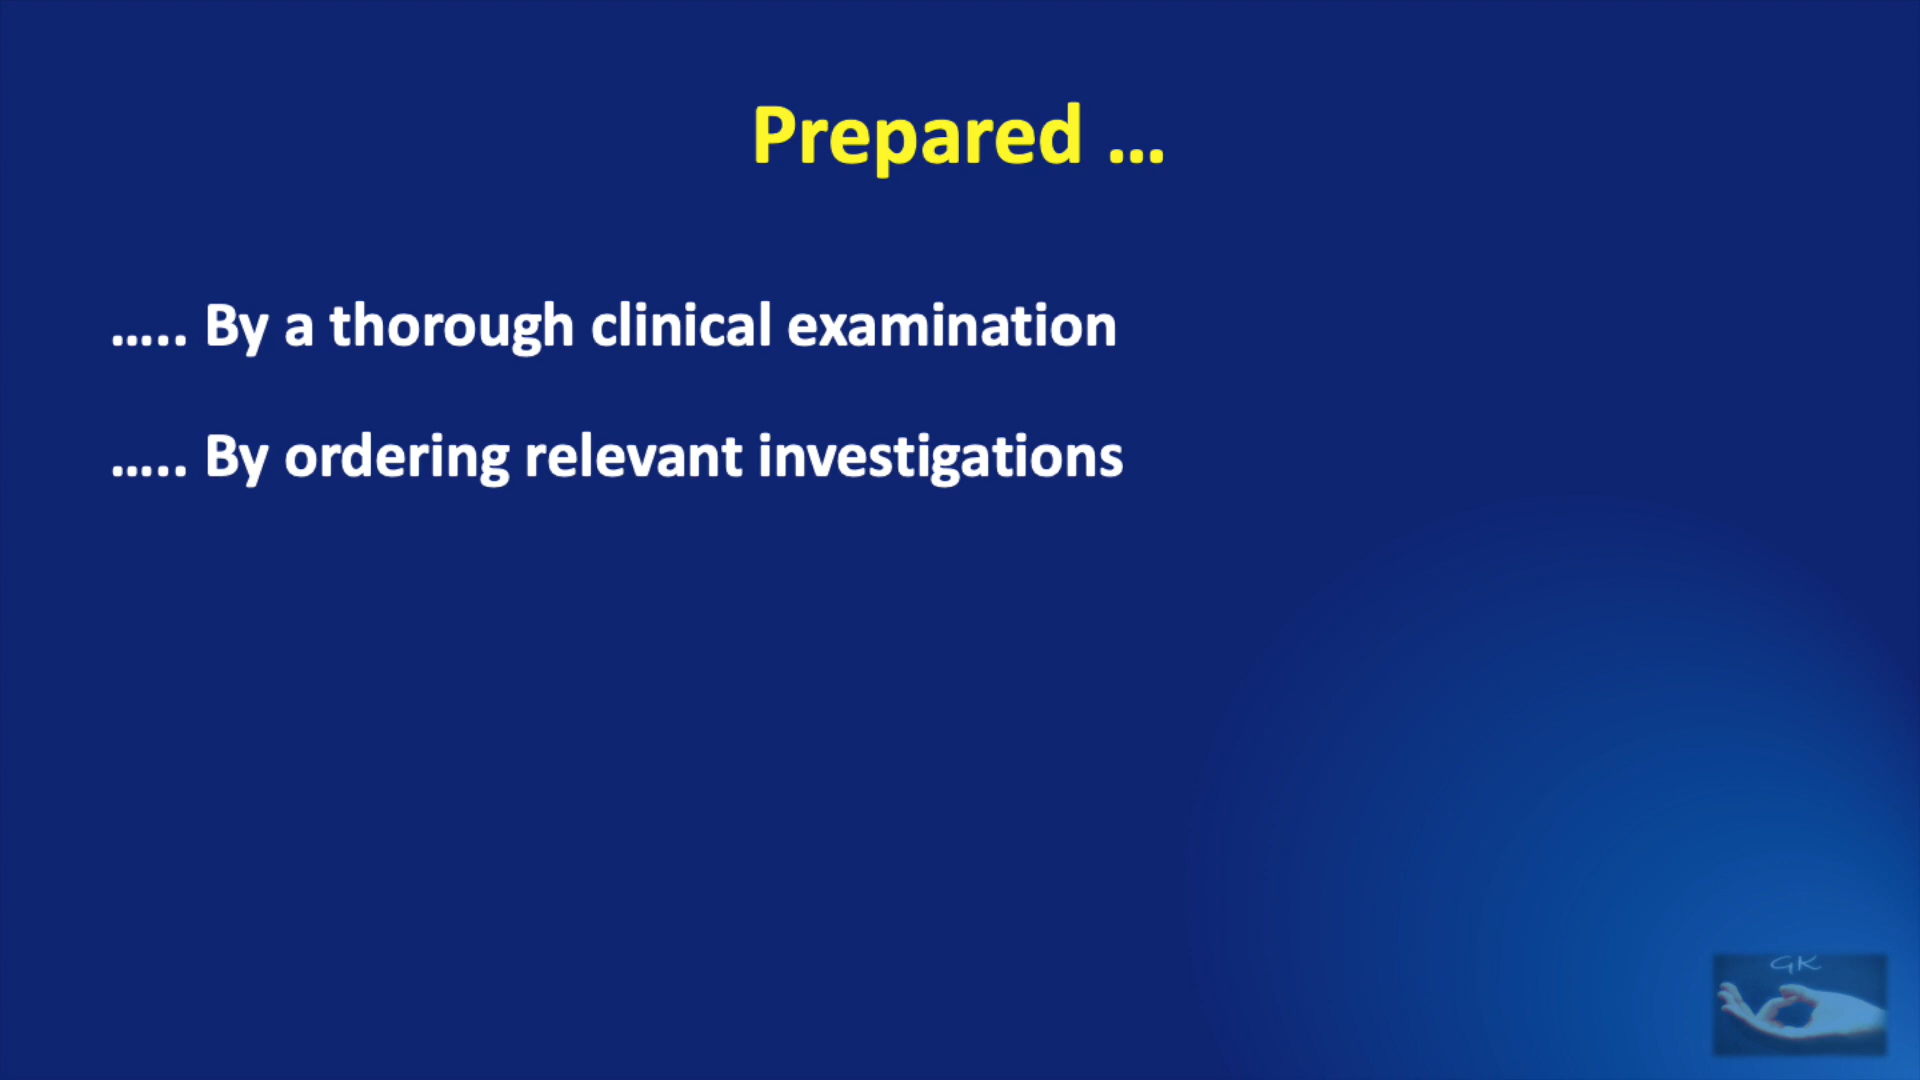 Prepared ...
..... By a thorough clinical examination
..... By ordering relevant investigations
GK